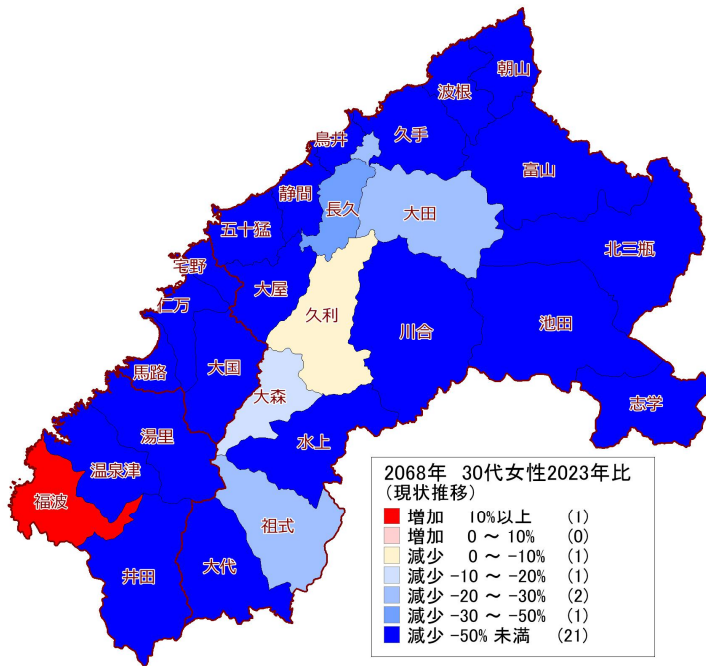 朝山
波根
鳥井
久手
富山
静間
長久
大田
五十猛
北三瓶
宅野
大屋
仁万
久利
川合
池田
馬路
大国
大森
志学
湯里
水上
温泉津
福波
祖式
井田
大代
2068年 30代女性2023年比
(現状推移)
増加 10%以上 (1)
増加 0 ~ 10% (0)
減少 0 ~ -10% (1)
減少 -10 ~ -20% (1)
減少 -20 ~ -30% (2)
減少 -30 ~ -50% (1)
減少 -50% 未満 (21)